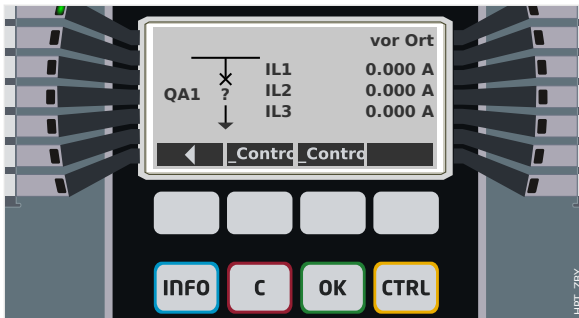 vor Ort
IL1 0.000 A
QA1 ? IL2 0.000 A
IL3 0.000 A
_Contro _Contro
INFO C OK CTRL